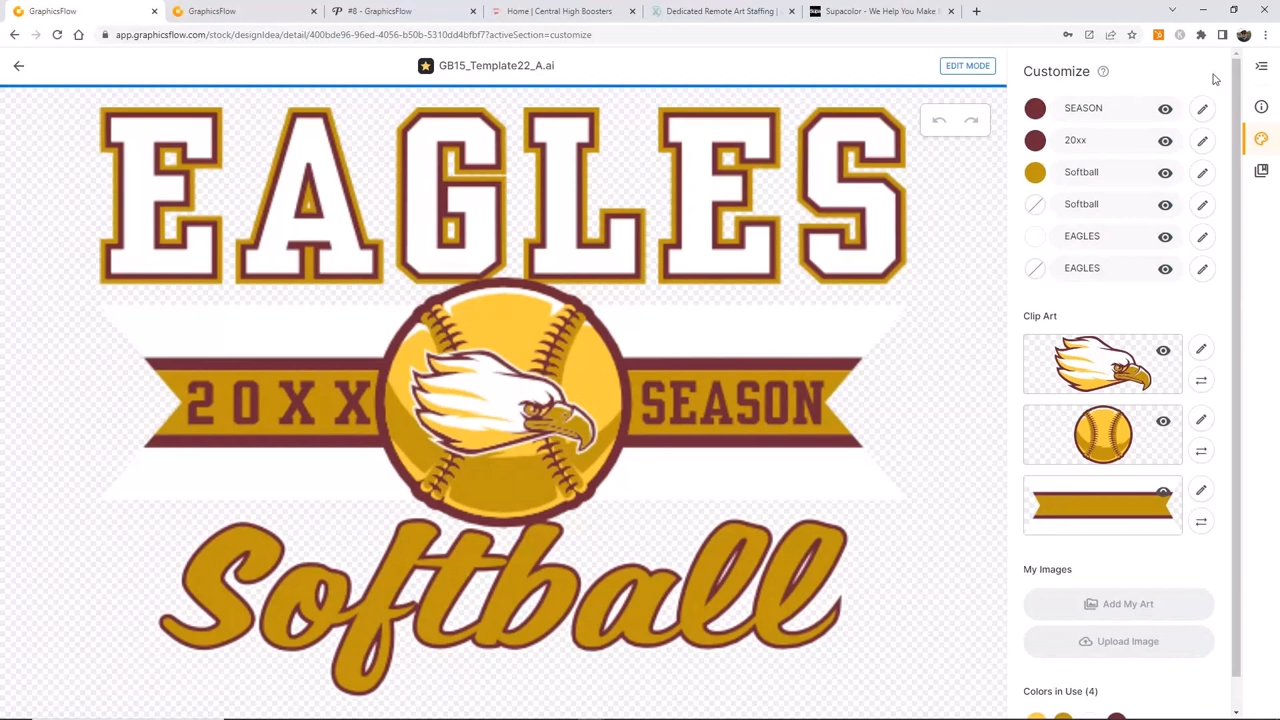 GraphicsFlow
GraphicsFlow
#8 - GraphicsFlow
Home | Central High Boosters
Dedicated Remote Art Staffing |
Supacolor - We Help You Make
app.graphicsflow.com/stock/designIdea/detail/400bde96-96ed-4056-b50b-5310dd4bfbf7?activeSection=customize
GB15_Template22_A.ai
EDIT MODE
EAGLES
20XX
SEASON
Softball
Customize
SEASON
20xx
Softball
Softball
EAGLES
EAGLES
Clip Art
My Images
Add My Art
Upload Image
Colors in Use (4)